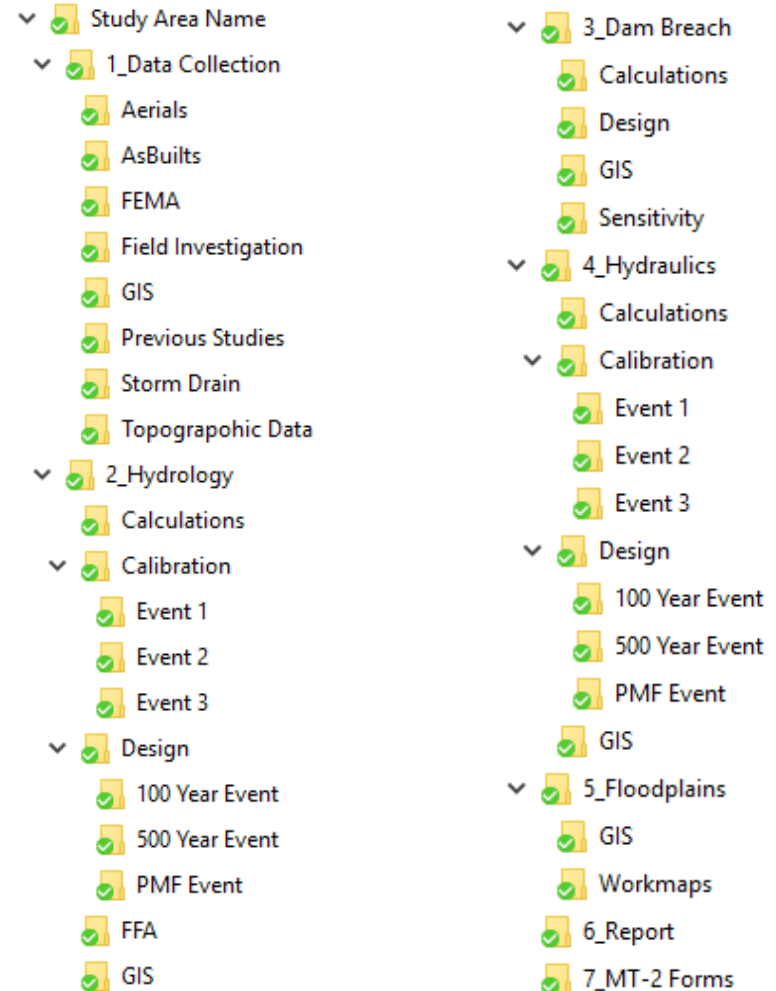 Study Area Name
1_Data Collection
Aerials
AsBuilts
FEMA
Field Investigation
GIS
Previous Studies
Storm Drain
Topograpohic Data
2_Hydrology
Calculations
Calibration
Event 1
Event 2
Event 3
Design
100 Year Event
500 Year Event
PMF Event
FFA
GIS
3_Dam Breach
Calculations
Design
GIS
Sensitivity
4_Hydraulics
Calculations
Calibration
Event 1
Event 2
Event 3
Design
100 Year Event
500 Year Event
PMF Event
GIS
5_Floodplains
GIS
Workmaps
6_Report
7_MT-2 Forms